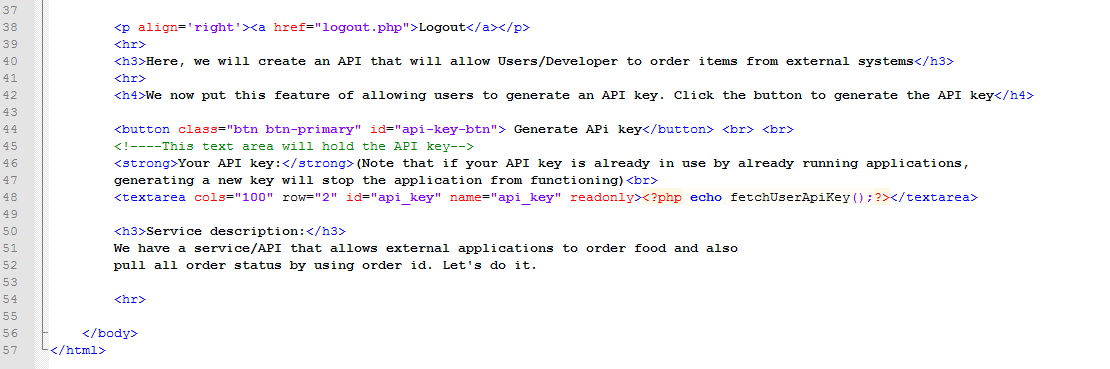 37
38 <p align='right'><a href="logout.php">Logout</a></p>
39 <hr>
40 <h3>Here, we will create an API that will allow Users/Developer to order items from external systems</h3>
41 <hr>
42 <h4>We now put this feature of allowing users to generate an API key. Click the button to generate the API key</h4>
43
44 <button class="btn btn-primary" id="api-key-btn"> Generate APi key</button> <br> <br>
45 <!----This text area will hold the API key-->
46 <strong>Your API key:</strong>(Note that if your API key is already in use by already running applications,
47 generating a new key will stop the application from functioning)<br>
48 <textarea cols="100" row="2" id="api_key" name="api_key" readonly><?php echo fetchUserApiKey();?></textarea>
49
50 <h3>Service description:</h3>
51 We have a service/API that allows external applications to order food and also
52 pull all order status by using order id. Let's do it.
53
54 <hr>
55
56 </body>
57 </html>